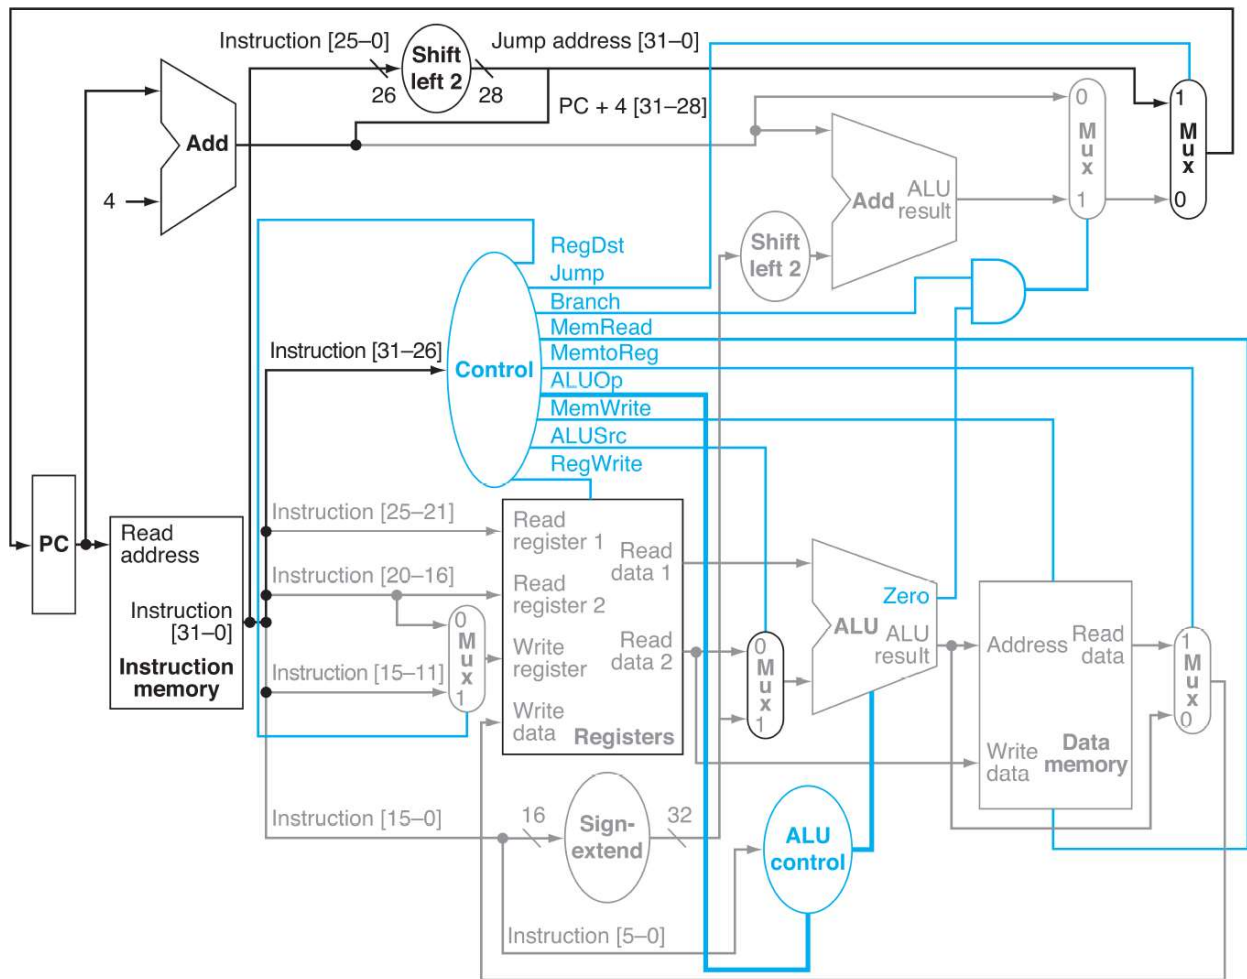 Instruction [25–0]
Shift
left 2
Jump address [31–0]
26
28
PC + 4 [31–28]
Add
4
0
M
u
x
1
1
M
u
x
0
Add
ALU
result
Shift
left 2
RegDst
Jump
Branch
MemRead
MemtoReg
ALUOp
MemWrite
ALUSrc
RegWrite
Instruction [31–26]
Control
PC
Read
address
Instruction
[31–0]
Instruction
memory
Instruction [25–21]
Instruction [20–16]
Instruction [15–11]
0
M
u
x
1
Read
register 1
Read
register 2
Write
register
Write
data
Read
data 1
Read
data 2
Registers
0
M
u
x
1
Zero
ALU
ALU
result
Address
Read
data
Write
data
Data
memory
1
M
u
x
0
Instruction [15–0]
16
Sign-
extend
32
ALU
control
Instruction [5–0]